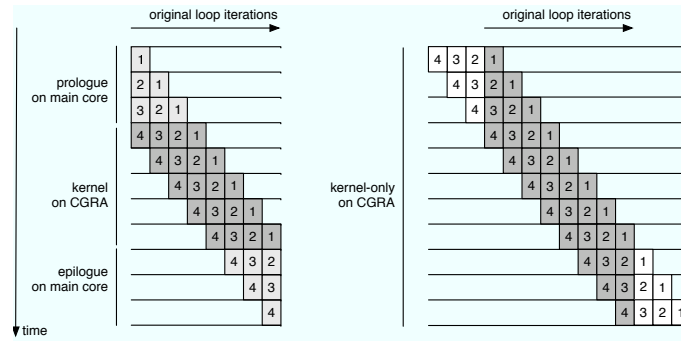 original loop iterations original loop iterations
1 4 3 2 1
prologue
on main core
2 1 4 3 2 1
3 2 1 4 3 2 1
4 3 2 1 4 3 2 1
4 3 2 1 4 3 2 1
kernel
on CGRA
kernel-only
on CGRA
4 3 2 1 4 3 2 1
4 3 2 1 4 3 2 1
4 3 2 1 4 3 2 1
4 3 2 4 3 2 1
epilogue
on main core
4 3 4 3 2 1
4 4 3 2 1
time